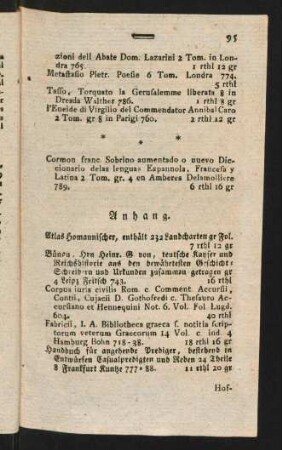 95
zioni dell Abate Dom. Lazarini 2 Tom. in Lon-
dra 765. 1 rthl 12 gr
Metastasio Pietr. Poesie 6 Tom. Londra 774.
5 rthl
Tasso, Torquato la Gerusalemme liberata 8 in
Dresda Walther 786. 1 rthl 8 gr
l'Eneide di Virgilio del Commendator Annibal Caro
2 Tom. gr 8 in Parigi 760. 2 rthl 12 gr
* * *
Cormon franc Sobrino aumentado o nuevo Dic-
cionario delas lenguas Espannola, Francesa y
Latina 2 Tom. gr. 4 en Amberes Delamolliere
789. 6 rthl 16 gr
Anhang.
Atlas Homannischer, enthält 232 Landcharten gr Fol.
7 rthl 12 gr
Bünau, Hrn Heinr. G von, teutsche Kayser und
Reichshistorie aus den bewährtesten Geschicht-
Schreibern und Urkunden zusammen getragen gr
4 Leipz Fritsch 743. 16 rthl
Corpus iuris civilis Rom. c. Comment. Accursii,
Contii, Cujacii D. Gothofredi c. Thesauro Ac-
cursiano et Hennequini Not. 6. Vol. Fol Lugd.
604. 40 rthl
Fabricii, I. A. Bibliotheca graeca s. notitia scrip-
torum veterum Graecorum 14 Vol. c ind 4
Hamburg Bohn 718-38. 18 rthl 16 gr
Handbuch für angehende Prediger, bestehend in
Entwürfen Casualpredigten und Reden 24 Theile
8 Frankfurt Kuntze 777-88. 11 rthl 20 gr
Hof-